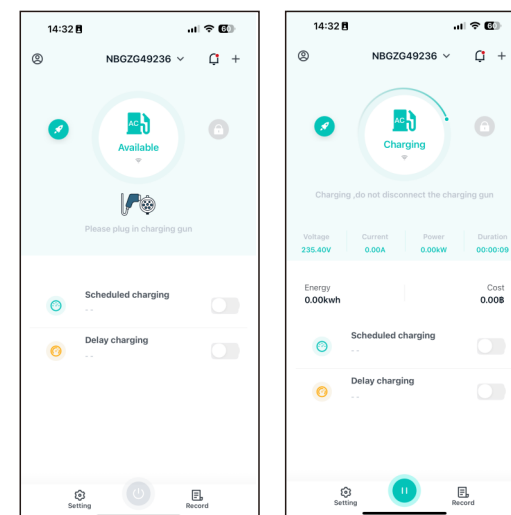 14:32
60
NBGZG49236
AC
Available
Please plug in charging gun
Scheduled charging
- -
Delay charging
- -
Setting
Record
14:32
60
NBGZG49236
AC
Charging
Charging ,do not disconnect the charging gun
Voltage Current Power Duration
235.40V 0.00A 0.00kW 00:00:09
Energy Cost
0.00kwh 0.00฿
Scheduled charging
- -
Delay charging
- -
Setting
Record